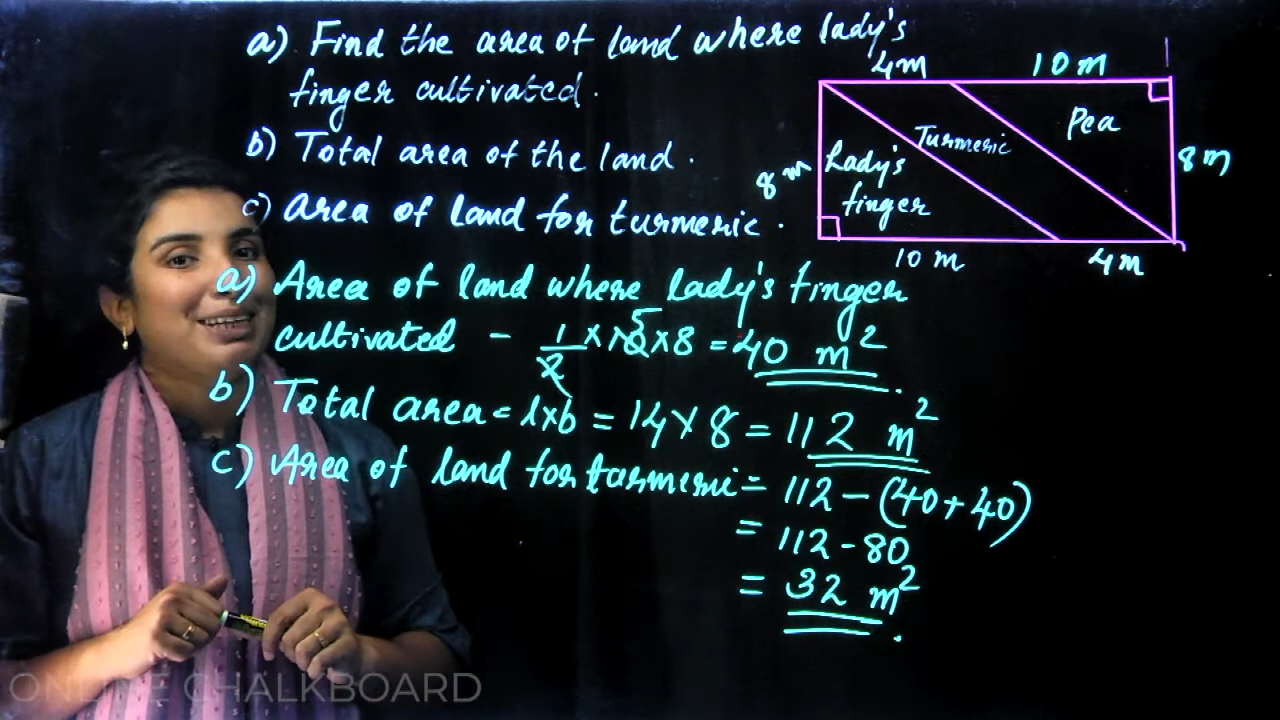 a) Find the area of land where lady's
finger cultivated.
b) Total area of the land.
c) Area of land for turmeric.
4m 10m
Pea
Turmeric
8m
8m
Lady's
finger
10 m 4m
a) Area of land where lady's finger
cultivated - 1/2 × 10 5 × 8 = 40 m²
b) Total area = l×b = 14 × 8 = 112 m²
c) Area of land for turmeric = 112 - (40 + 40)
= 112 - 80
= 32 m².
ONLINE CHALKBOARD